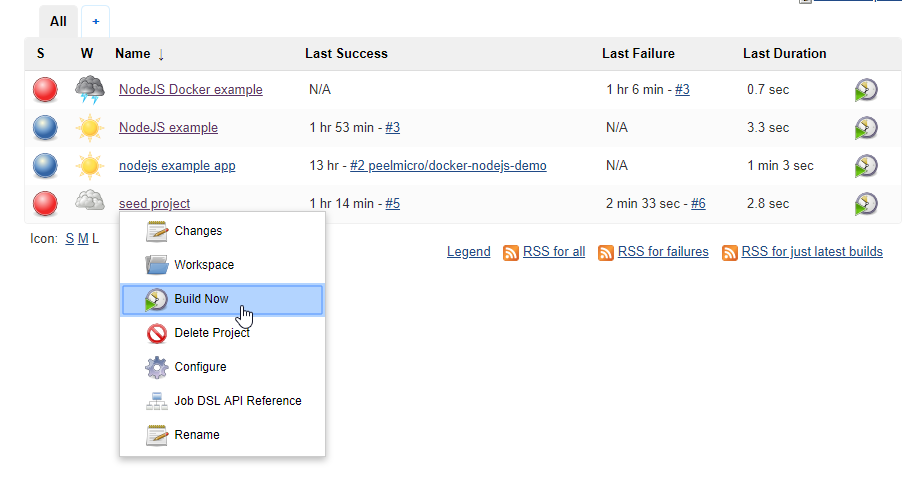 All +
S W Name ↓ Last Success Last Failure Last Duration
NodeJS Docker example N/A 1 hr 6 min - #3 0.7 sec
NodeJS example 1 hr 53 min - #3 N/A 3.3 sec
nodejs example app 13 hr - #2 peelmicro/docker-nodejs-demo N/A 1 min 3 sec
seed project 1 hr 14 min - #5 2 min 33 sec - #6 2.8 sec
Icon: S M L
Legend RSS for all RSS for failures RSS for just latest builds
Changes
Workspace
Build Now
Delete Project
Configure
Job DSL API Reference
Rename